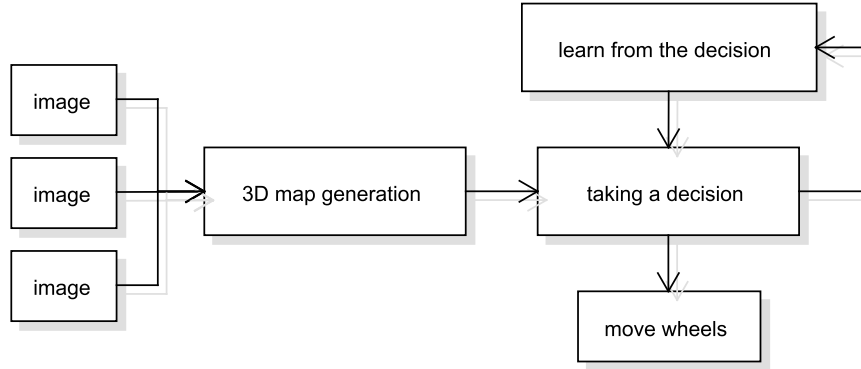 learn from the decision
image
image
3D map generation
taking a decision
image
move wheels